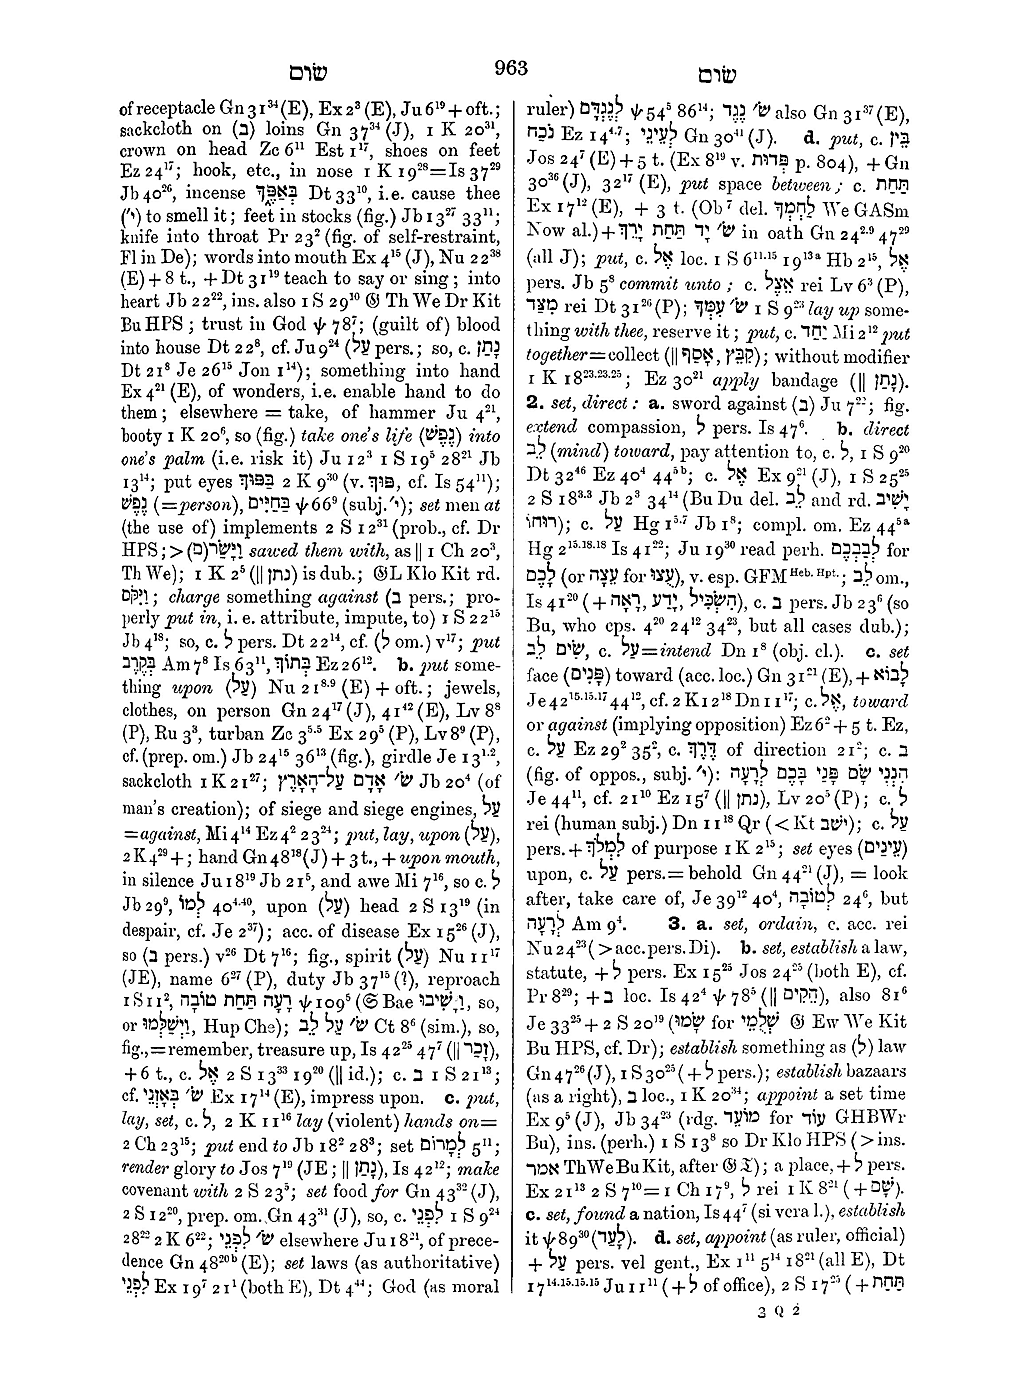 שׂום
963
שׂום
of receptacle Gn 31³⁴ (E), Ex 2³ (E), Ju 6¹⁹ + oft.;
sackcloth on (ב) loins Gn 37³⁴ (J), 1 K 20³¹,
crown on head Zc 6¹¹ Est 1¹⁷, shoes on feet
Ez 24¹⁷; hook, etc., in nose 1 K 19²⁸=Is 37²⁹
Jb 40²⁶, incense בְּאַפֶּךָ Dt 33¹⁰, i.e. cause thee
(י׳) to smell it; feet in stocks (fig.) Jb 13²⁷ 33¹¹;
knife into throat Pr 23² (fig. of self-restraint,
Fl in De); words into mouth Ex 4¹⁵ (J), Nu 22³⁸
(E) + 8 t., + Dt 31¹⁹ teach to say or sing; into
heart Jb 22²², ins. also 1 S 29¹⁰ 𝔊 Th We Dr Kit
Bu HPS; trust in God ψ 78⁷; (guilt of) blood
into house Dt 22⁸, cf. Ju 9²⁴ (עַל pers.; so, c. נָתַן
Dt 21⁸ Je 26¹⁵ Jon 1¹⁴); something into hand
Ex 4²¹ (E), of wonders, i.e. enable hand to do
them; elsewhere = take, of hammer Ju 4²¹,
booty 1 K 20⁶, so (fig.) take one's life (נֶפֶשׁ) into
one's palm (i.e. risk it) Ju 12³ 1 S 19⁵ 28²¹ Jb
13¹⁴; put eyes בַּפּוּךְ 2 K 9³⁰ (v. פּוּךְ, cf. Is 54¹¹);
נֶפֶשׁ (=person), בַּחַיִּים ψ 66⁹ (subj. י׳); set men at
(the use of) implements 2 S 12³¹ (prob., cf. Dr
HPS; > וַיָּשַׂר(ם) sawed them with, as ‖ 1 Ch 20³,
Th We); 1 K 2⁵ (‖ נתן) is dub.; 𝔊L Klo Kit rd.
וַיִּקֹּם; charge something against (ב pers.; pro-
perly put in, i.e. attribute, impute, to) 1 S 22¹⁵
Jb 4¹⁸; so, c. ל pers. Dt 22¹⁴, cf. (ל om.) v¹⁷; put
בְּקֶרֶב Am 7⁸ Is 63¹¹, בְּתוֹךְ Ez 26¹². b. put some-
thing upon (עַל) Nu 21⁸·⁹ (E) + oft.; jewels,
clothes, on person Gn 24¹⁷ (J), 41⁴² (E), Lv 8⁸
(P), Ru 3³, turban Zc 3⁵·⁵ Ex 29⁶ (P), Lv 8⁹ (P),
cf. (prep. om.) Jb 24¹⁵ 36¹³ (fig.), girdle Je 13¹·²,
sackcloth 1 K 21²⁷; שׂ׳ אָדָם עַל־הָאָרֶץ Jb 20⁴ (of
man's creation); of siege and siege engines, עַל
=against, Mi 4¹⁴ Ez 4² 23²⁴; put, lay, upon (עַל),
2 K 4²⁹ +; hand Gn 48¹⁸ (J) + 3 t., + upon mouth,
in silence Ju 18¹⁹ Jb 21⁵, and awe Mi 7¹⁶, so c. ל
Jb 29⁹, לְמוֹ 40⁴·⁴⁰, upon (עַל) head 2 S 13¹⁹ (in
despair, cf. Je 2³⁷); acc. of disease Ex 15²⁶ (J),
so (ב pers.) v²⁶ Dt 7¹⁵; fig., spirit (עַל) Nu 11¹⁷
(JE), name 6²⁷ (P), duty Jb 37¹⁵ (?), reproach
1 S 11², רָעָה תַּחַת טוֹבָה ψ 109⁵ (𝔖 Bae וַיָּשִׁיבוּ, so,
or וַיְשַׁלְּמוּ, Hup Che); שׂ׳ עַל לֵב Ct 8⁶ (sim.), so,
fig.,=remember, treasure up, Is 42²⁵ 47⁷ (‖ זָכַר),
+ 6 t., c. אֶל 2 S 13³³ 19²⁰ (‖ id.); c. ב 1 S 21¹³;
cf. שׂ׳ בְּאָזְנֵי Ex 17¹⁴ (E), impress upon. c. put,
lay, set, c. ל, 2 K 11¹⁶ lay (violent) hands on=
2 Ch 23¹⁵; put end to Jb 18² 28³; set לְמָרוֹם 5¹¹;
render glory to Jos 7¹⁹ (JE; ‖ נָתַן), Is 42¹²; make
covenant with 2 S 23⁵; set food for Gn 43³² (J),
2 S 12²⁰, prep. om. Gn 43³¹ (J), so, c. לִפְנֵי 1 S 9²⁴
28²² 2 K 6²²; שׂ׳ לִפְנֵי elsewhere Ju 18²¹, of prece-
dence Gn 48²⁰ᵇ (E); set laws (as authoritative)
לִפְנֵי Ex 19⁷ 21¹ (both E), Dt 4⁴⁴; God (as moral
ruler) לְנֶגְדָּם ψ 54⁵ 86¹⁴; שׂ׳ נֶגֶד also Gn 31³⁷ (E),
נֹכַח Ez 14⁴·⁷; לְעֵינֵי Gn 30⁴¹ (J). d. put, c. בֵּין
Jos 24⁷ (E) + 5 t. (Ex 8¹⁹ v. פְּדוּת p. 804), + Gn
30³⁶ (J), 32¹⁷ (E), put space between; c. תַּחַת
Ex 17¹² (E), + 3 t. (Ob⁷ del. לַחְמְךָ We GASm
Now al.) + שׂ׳ יָד תַּחַת יָרֵךְ in oath Gn 24²·⁹ 47²⁹
(all J); put, c. אֶל loc. 1 S 6¹¹·¹⁵ 19¹³ᵃ Hb 2¹⁵, אֶל
pers. Jb 5⁸ commit unto; c. אֵצֶל rei Lv 6³ (P),
מִצַּד rei Dt 31²⁶ (P); שׂ׳ עִמָּךְ 1 S 9²³ lay up some-
thing with thee, reserve it; put, c. יַחַד Mi 2¹² put
together=collect (‖ קִבֵּץ, אָסַף); without modifier
1 K 18²³·²³·²⁵; Ez 30²¹ apply bandage (‖ נָתַן).
2. set, direct: a. sword against (ב) Ju 7²²; fig.
extend compassion, ל pers. Is 47⁶. b. direct
לֵב (mind) toward, pay attention to, c. ל, 1 S 9²⁰
Dt 32⁴⁶ Ez 40⁴ 44⁵ᵇ; c. אֶל Ex 9²¹ (J), 1 S 25²⁵
2 S 18³·³ Jb 2³ 34¹⁴ (Bu Du del. לֵב and rd. יָשִׁיב
רוּחוֹ); c. עַל Hg 1⁵·⁷ Jb 1⁸; compl. om. Ez 44⁵ᵃ
Hg 2¹⁵·¹⁸·¹⁸ Is 41²²; Ju 19³⁰ read perh. לְבַבְכֶם for
לָכֶם (or עֵצָה for עֻצוּ), v. esp. GFM Heb. Hpt.; לֵב om.,
Is 41²⁰ (+ הִשְׂכִּיל, יָדַע, רָאָה), c. ב pers. Jb 23⁶ (so
Bu, who cps. 4²⁰ 24¹² 34²³, but all cases dub.);
שִׂים לֵב, c. עַל=intend Dn 1⁸ (obj. cl.). c. set
face (פָּנִים) toward (acc. loc.) Gn 31²¹ (E), + לָבוֹא
Je 42¹⁵·¹⁵·¹⁷ 44¹², cf. 2 K 12¹⁸ Dn 11¹⁷; c. אֶל, toward
or against (implying opposition) Ez 6² + 5 t. Ez,
c. עַל Ez 29² 35², c. דֶּרֶךְ of direction 21²; c. ב
(fig. of oppos., subj. י׳): הִנְנִי שָׂם פָּנַי בָּכֶם לְרָעָה
Je 44¹¹, cf. 21¹⁰ Ez 15⁷ (‖ נתן), Lv 20⁵ (P); c. ל
rei (human subj.) Dn 11¹⁸ Qr (< Kt ישב); c. עַל
pers. + לְמֶלֶךְ of purpose 1 K 2¹⁵; set eyes (עֵינַיִם)
upon, c. עַל pers.= behold Gn 44²¹ (J), = look
after, take care of, Je 39¹² 40⁴, לְטוֹבָה 24⁶, but
לְרָעָה Am 9⁴. 3. a. set, ordain, c. acc. rei
Nu 24²³ (> acc. pers. Di). b. set, establish a law,
statute, + ל pers. Ex 15²⁵ Jos 24²⁵ (both E), cf.
Pr 8²⁹; + ב loc. Is 42⁴ ψ 78⁵ (‖ הֵקִים), also 81⁶
Je 33²⁵ + 2 S 20¹⁹ (שָׂמוּ for שְׁלֻמֵי 𝔊 Ew We Kit
Bu HPS, cf. Dr); establish something as (ל) law
Gn 47²⁶ (J), 1 S 30²⁵ (+ ל pers.); establish bazaars
(as a right), ב loc., 1 K 20³⁴; appoint a set time
Ex 9⁵ (J), Jb 34²³ (rdg. מוֹעֵד for עוֹד GHBWr
Bu), ins. (perh.) 1 S 13⁸ so Dr Klo HPS (> ins.
אמר Th We Bu Kit, after 𝔊 𝔗); a place, + ל pers.
Ex 21¹³ 2 S 7¹⁰= 1 Ch 17⁹, ל rei 1 K 8²¹ (+ שָׁם).
c. set, found a nation, Is 44⁷ (si vera l.), establish
it ψ 89³⁰ (לָעַד). d. set, appoint (as ruler, official)
+ עַל pers. vel gent., Ex 1¹¹ 5¹⁴ 18²¹ (all E), Dt
17¹⁴·¹⁵·¹⁵·¹⁵ Ju 11¹¹ (+ ל of office), 2 S 17²⁵ (+ תַּחַת
3 Q 2